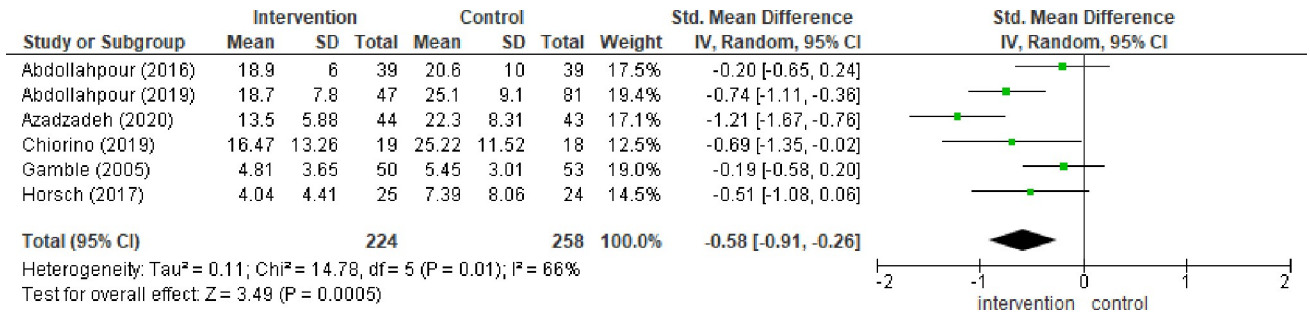 Intervention Control Std. Mean Difference Std. Mean Difference
Study or Subgroup Mean SD Total Mean SD Total Weight IV, Random, 95% CI IV, Random, 95% CI
Abdollahpour (2016) 18.9 6 39 20.6 10 39 17.5% -0.20 [-0.65, 0.24]
Abdollahpour (2019) 18.7 7.8 47 25.1 9.1 81 19.4% -0.74 [-1.11, -0.36]
Azadzadeh (2020) 13.5 5.88 44 22.3 8.31 43 17.1% -1.21 [-1.67, -0.76]
Chiorino (2019) 16.47 13.26 19 25.22 11.52 18 12.5% -0.69 [-1.35, -0.02]
Gamble (2005) 4.81 3.65 50 5.45 3.01 53 19.0% -0.19 [-0.58, 0.20]
Horsch (2017) 4.04 4.41 25 7.39 8.06 24 14.5% -0.51 [-1.08, 0.06]
Total (95% CI) 224 258 100.0% -0.58 [-0.91, -0.26]
Heterogeneity: Tau² = 0.11; Chi² = 14.78, df = 5 (P = 0.01); I² = 66%
Test for overall effect: Z = 3.49 (P = 0.0005)
-2 -1 0 1 2
intervention control